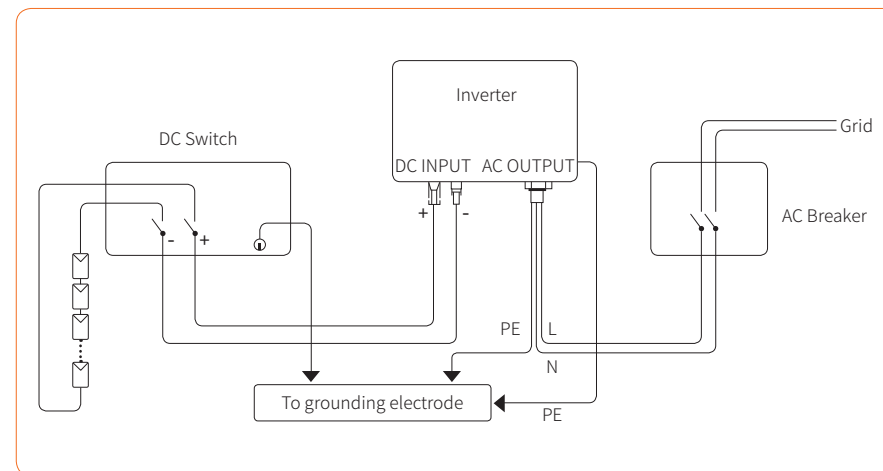 Inverter
Grid
DC Switch
DC INPUT AC OUTPUT
+ -
AC Breaker
- +
PE L
N
To grounding electrode
PE